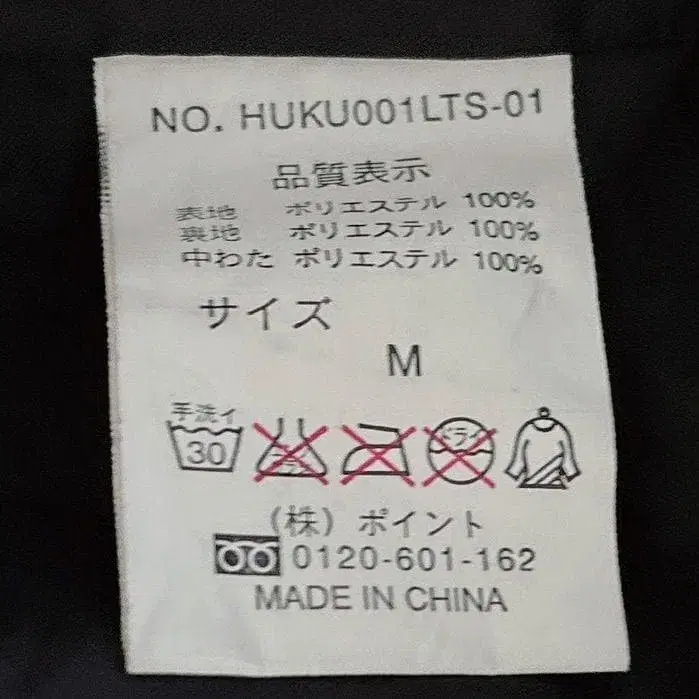 NO. HUKU001LTS-01
品質表示
表地 ポリエステル 100%
裏地 ポリエステル 100%
中わた ポリエステル 100%
サイズ
M
手洗イ
30
ドライ
(株) ポイント
0120-601-162
MADE IN CHINA